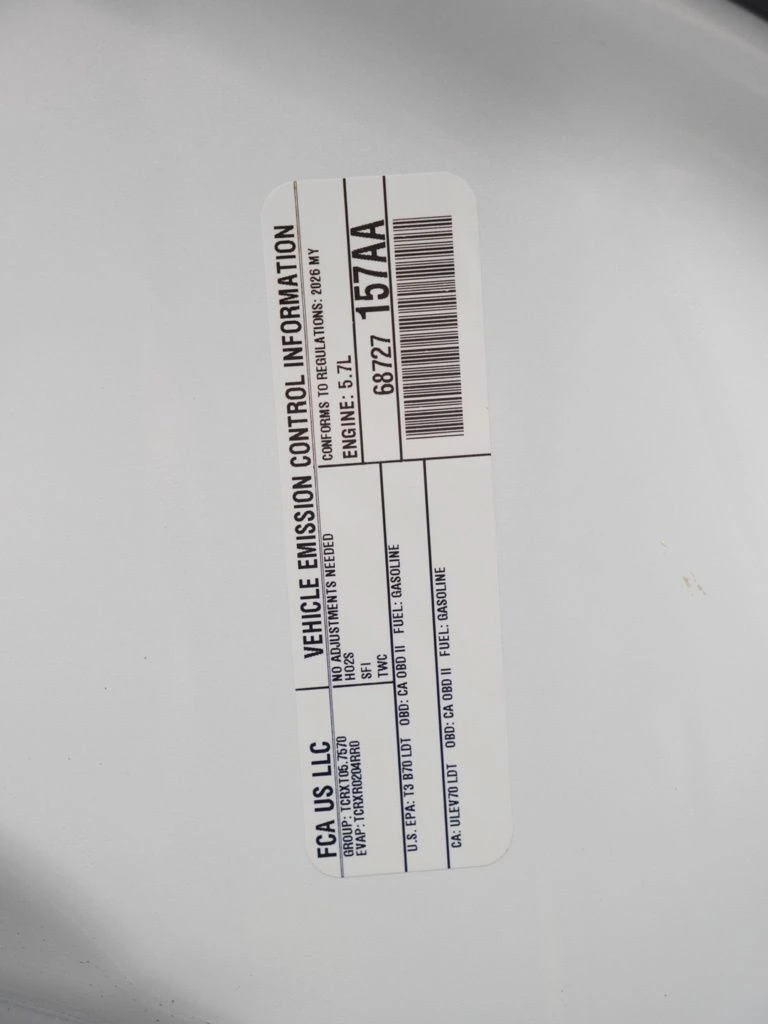 FCA US LLC
VEHICLE EMISSION CONTROL INFORMATION
GROUP: TCRXT05.7570
EVAP: TCRXR0204RR0
NO ADJUSTMENTS NEEDED
HO2S
SFI
TWC
CONFORMS TO REGULATIONS: 2026 MY
ENGINE: 5.7L
68727 157AA
U.S. EPA: T3 B70 LDT OBD: CA OBD II FUEL: GASOLINE
CA: ULEV70 LDT OBD: CA OBD II FUEL: GASOLINE